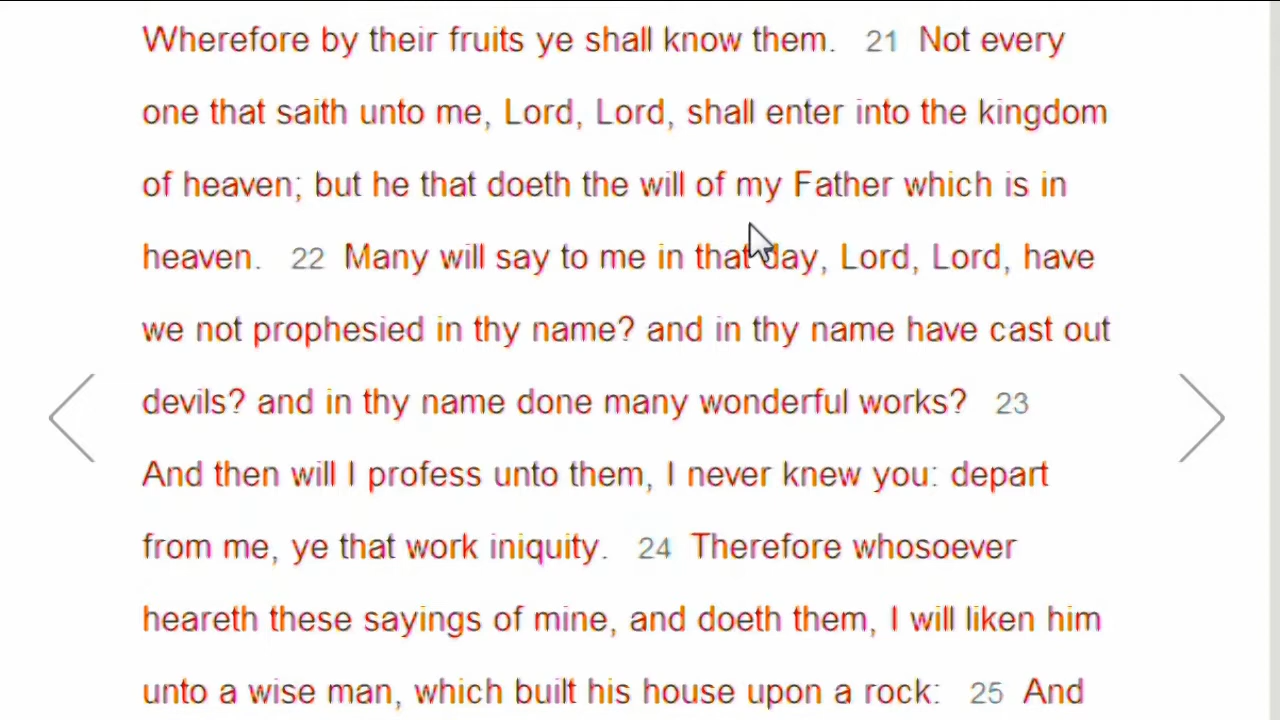 Wherefore by their fruits ye shall know them. 21 Not every
one that saith unto me, Lord, Lord, shall enter into the kingdom
of heaven; but he that doeth the will of my Father which is in
heaven. 22 Many will say to me in that day, Lord, Lord, have
we not prophesied in thy name? and in thy name have cast out
devils? and in thy name done many wonderful works? 23
And then will I profess unto them, I never knew you: depart
from me, ye that work iniquity. 24 Therefore whosoever
heareth these sayings of mine, and doeth them, I will liken him
unto a wise man, which built his house upon a rock: 25 And